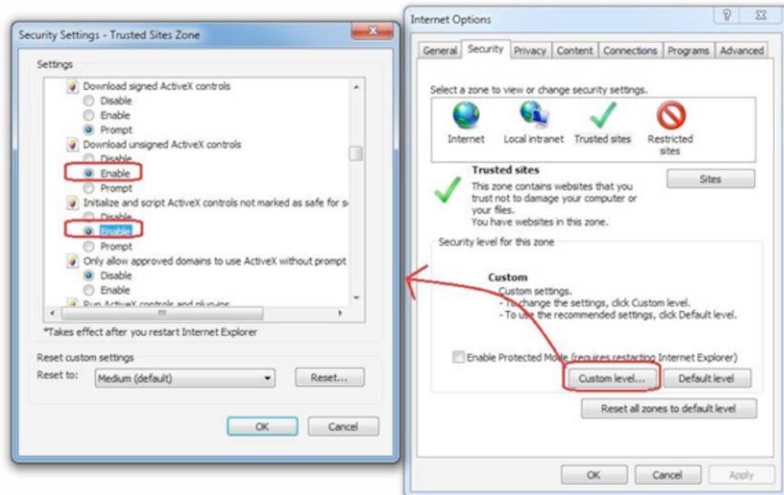 Security Settings - Trusted Sites Zone
Settings
Download signed ActiveX controls
Disable
Enable
Prompt
Download unsigned ActiveX controls
Disable
Enable
Prompt
Initialize and script ActiveX controls not marked as safe for s
Disable
Enable
Prompt
Only allow approved domains to use ActiveX without prompt
Disable
Enable
Run ActiveX controls and plug-ins
*Takes effect after you restart Internet Explorer
Reset custom settings
Reset to:
Medium (default)
Reset...
OK
Cancel
Internet Options
General
Security
Privacy
Content
Connections
Programs
Advanced
Select a zone to view or change security settings.
Internet
Local intranet
Trusted sites
Restricted
sites
Trusted sites
This zone contains websites that you
trust not to damage your computer or
your files.
You have websites in this zone.
Sites
Security level for this zone
Custom
Custom settings.
- To change the settings, click Custom level.
- To use the recommended settings, click Default level.
Enable Protected Mode (requires restarting Internet Explorer)
Custom level...
Default level
Reset all zones to default level
OK
Cancel
Apply